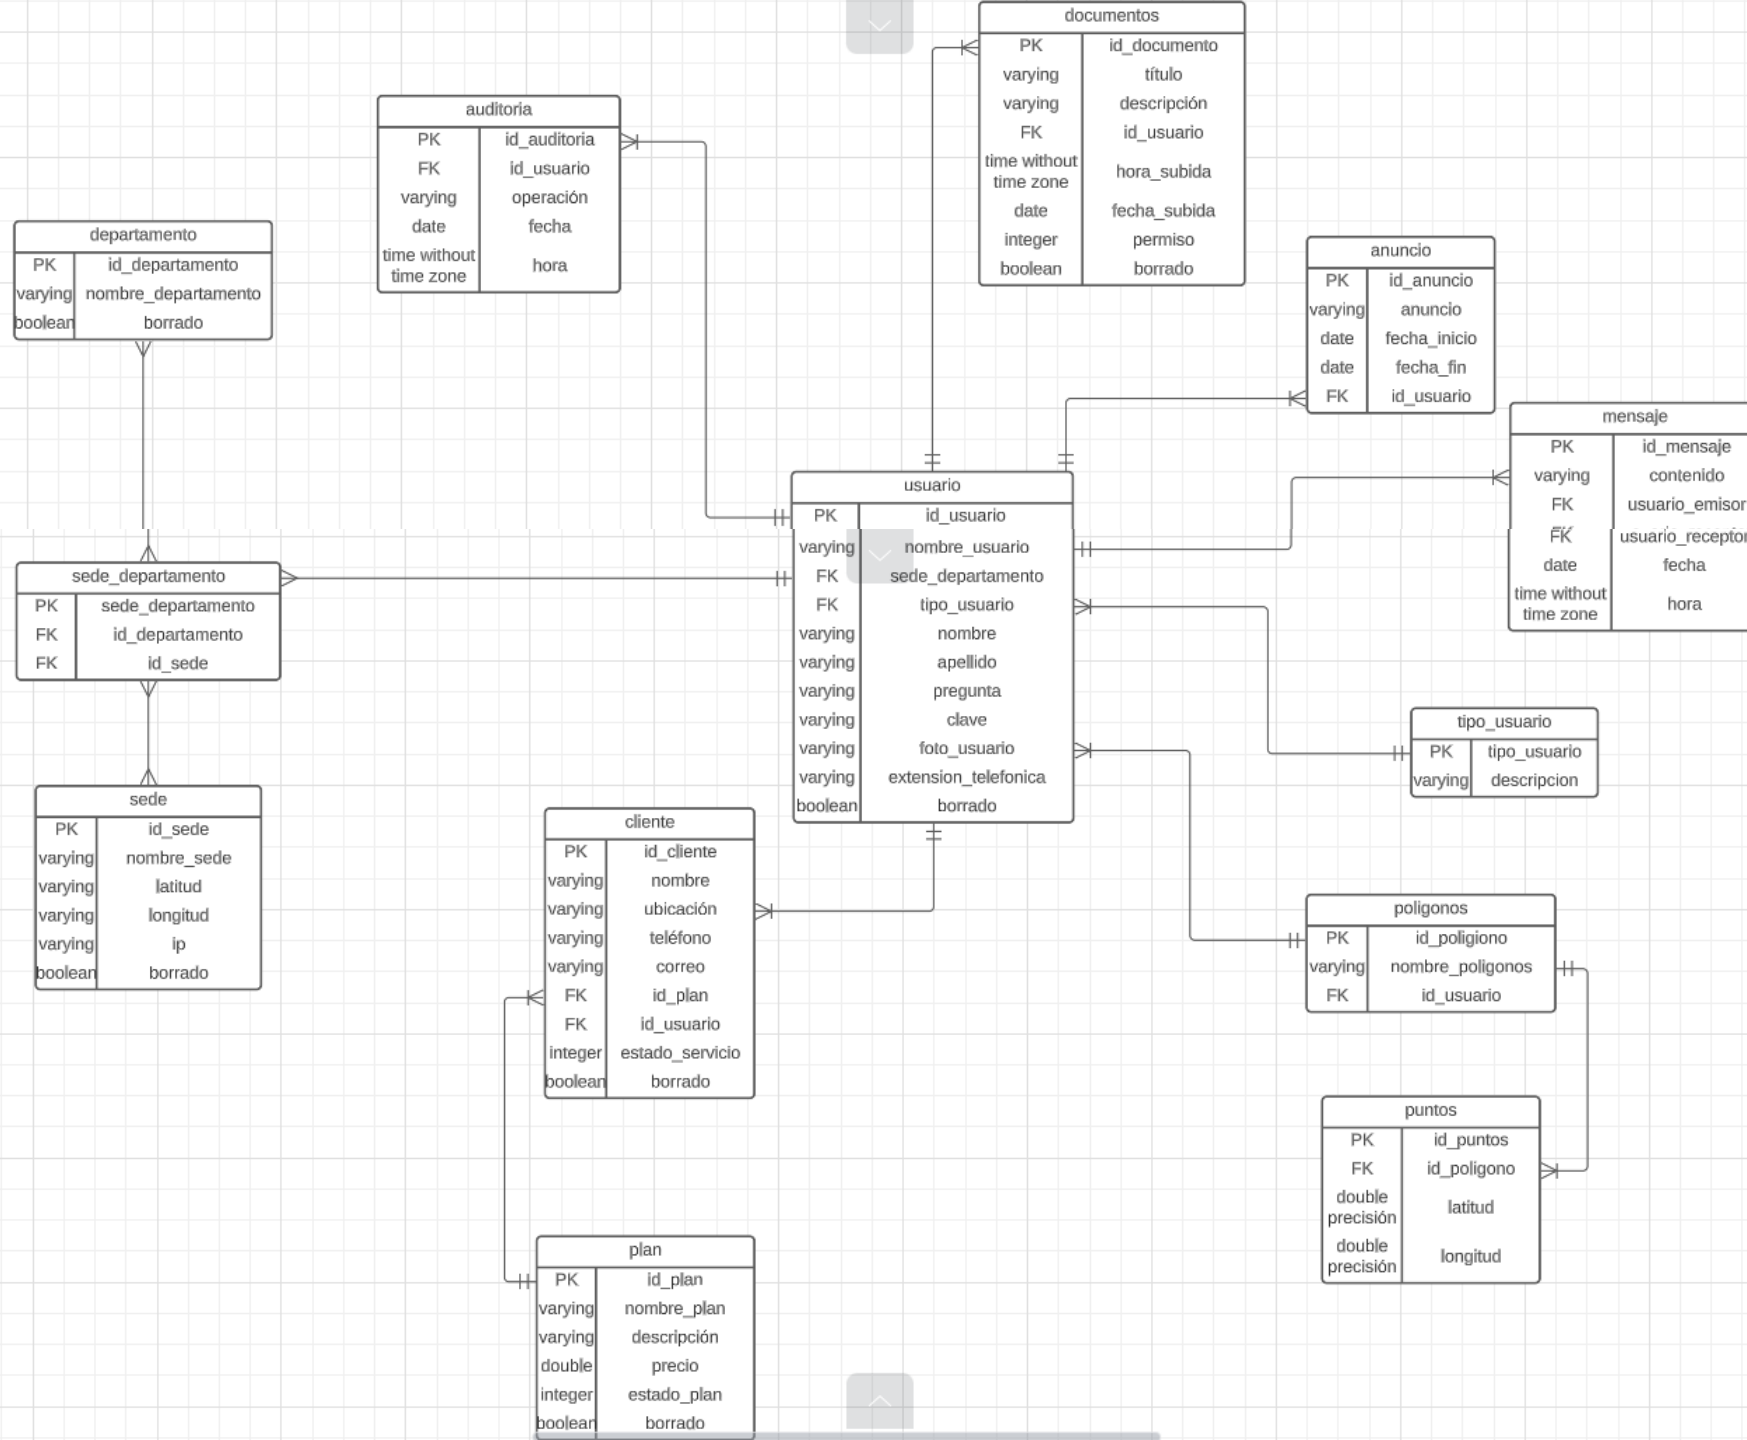 documentos
PK id_documento
varying título
varying descripción
FK id_usuario
time without
time zone
hora_subida
date fecha_subida
integer permiso
boolean borrado
auditoria
PK id_auditoria
FK id_usuario
varying operación
date fecha
time without
time zone
hora
departamento
PK id_departamento
varying nombre_departamento
boolean borrado
anuncio
PK id_anuncio
varying anuncio
date fecha_inicio
date fecha_fin
FK id_usuario
mensaje
PK id_mensaje
varying contenido
FK usuario_emisor
FK usuario_receptor
date fecha
time without
time zone
hora
usuario
PK id_usuario
varying nombre_usuario
FK sede_departamento
FK tipo_usuario
varying nombre
varying apellido
varying pregunta
varying clave
varying foto_usuario
varying extension_telefonica
boolean borrado
sede_departamento
PK sede_departamento
FK id_departamento
FK id_sede
tipo_usuario
PK tipo_usuario
varying descripcion
sede
PK id_sede
varying nombre_sede
varying latitud
varying longitud
varying ip
boolean borrado
cliente
PK id_cliente
varying nombre
varying ubicación
varying teléfono
varying correo
FK id_plan
FK id_usuario
integer estado_servicio
boolean borrado
poligonos
PK id_poligiono
varying nombre_poligonos
FK id_usuario
puntos
PK id_puntos
FK id_poligono
double
precisión
latitud
double
precisión
longitud
plan
PK id_plan
varying nombre_plan
varying descripción
double precio
integer estado_plan
boolean borrado